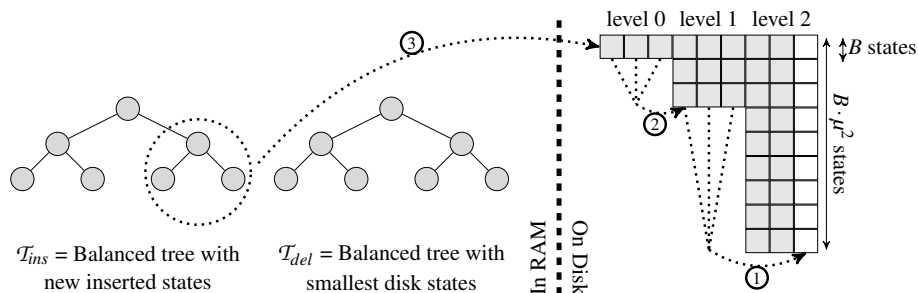 level 0 level 1 level 2
3
B states
2
B · μ² states
1
𝒯ins = Balanced tree with
new inserted states
𝒯del = Balanced tree with
smallest disk states
In RAM
On Disk